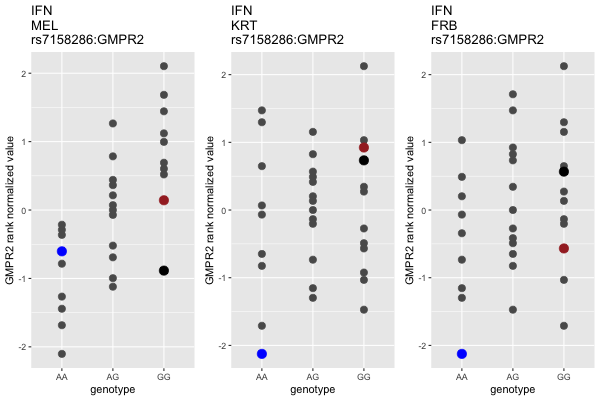 IFN
MEL
rs7158286:GMPR2
GMPR2 rank normalized value
2
1
0
-1
-2
AA AG GG
genotype
IFN
KRT
rs7158286:GMPR2
GMPR2 rank normalized value
2
1
0
-1
-2
AA AG GG
genotype
IFN
FRB
rs7158286:GMPR2
GMPR2 rank normalized value
2
1
0
-1
-2
AA AG GG
genotype